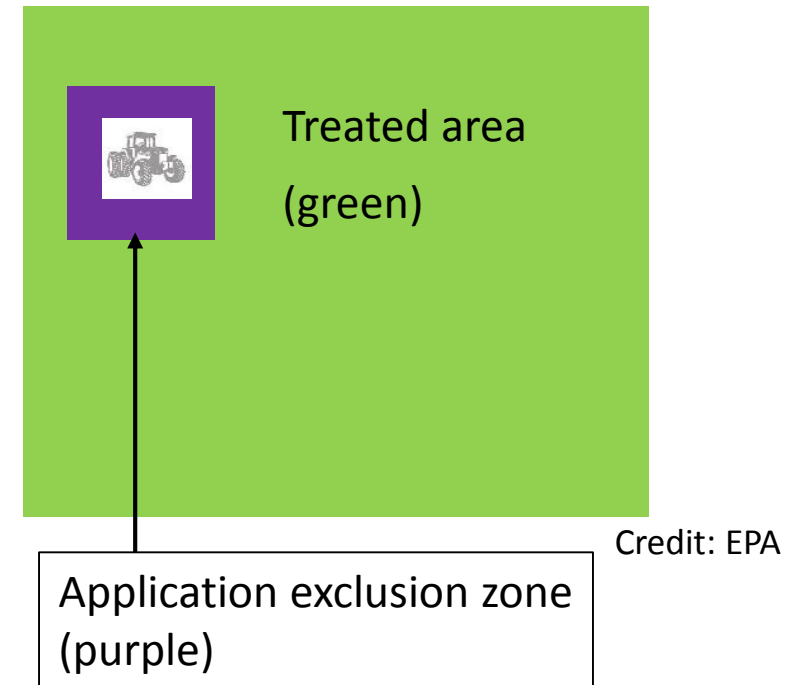 Treated area
(green)
Credit: EPA
Application exclusion zone
(purple)